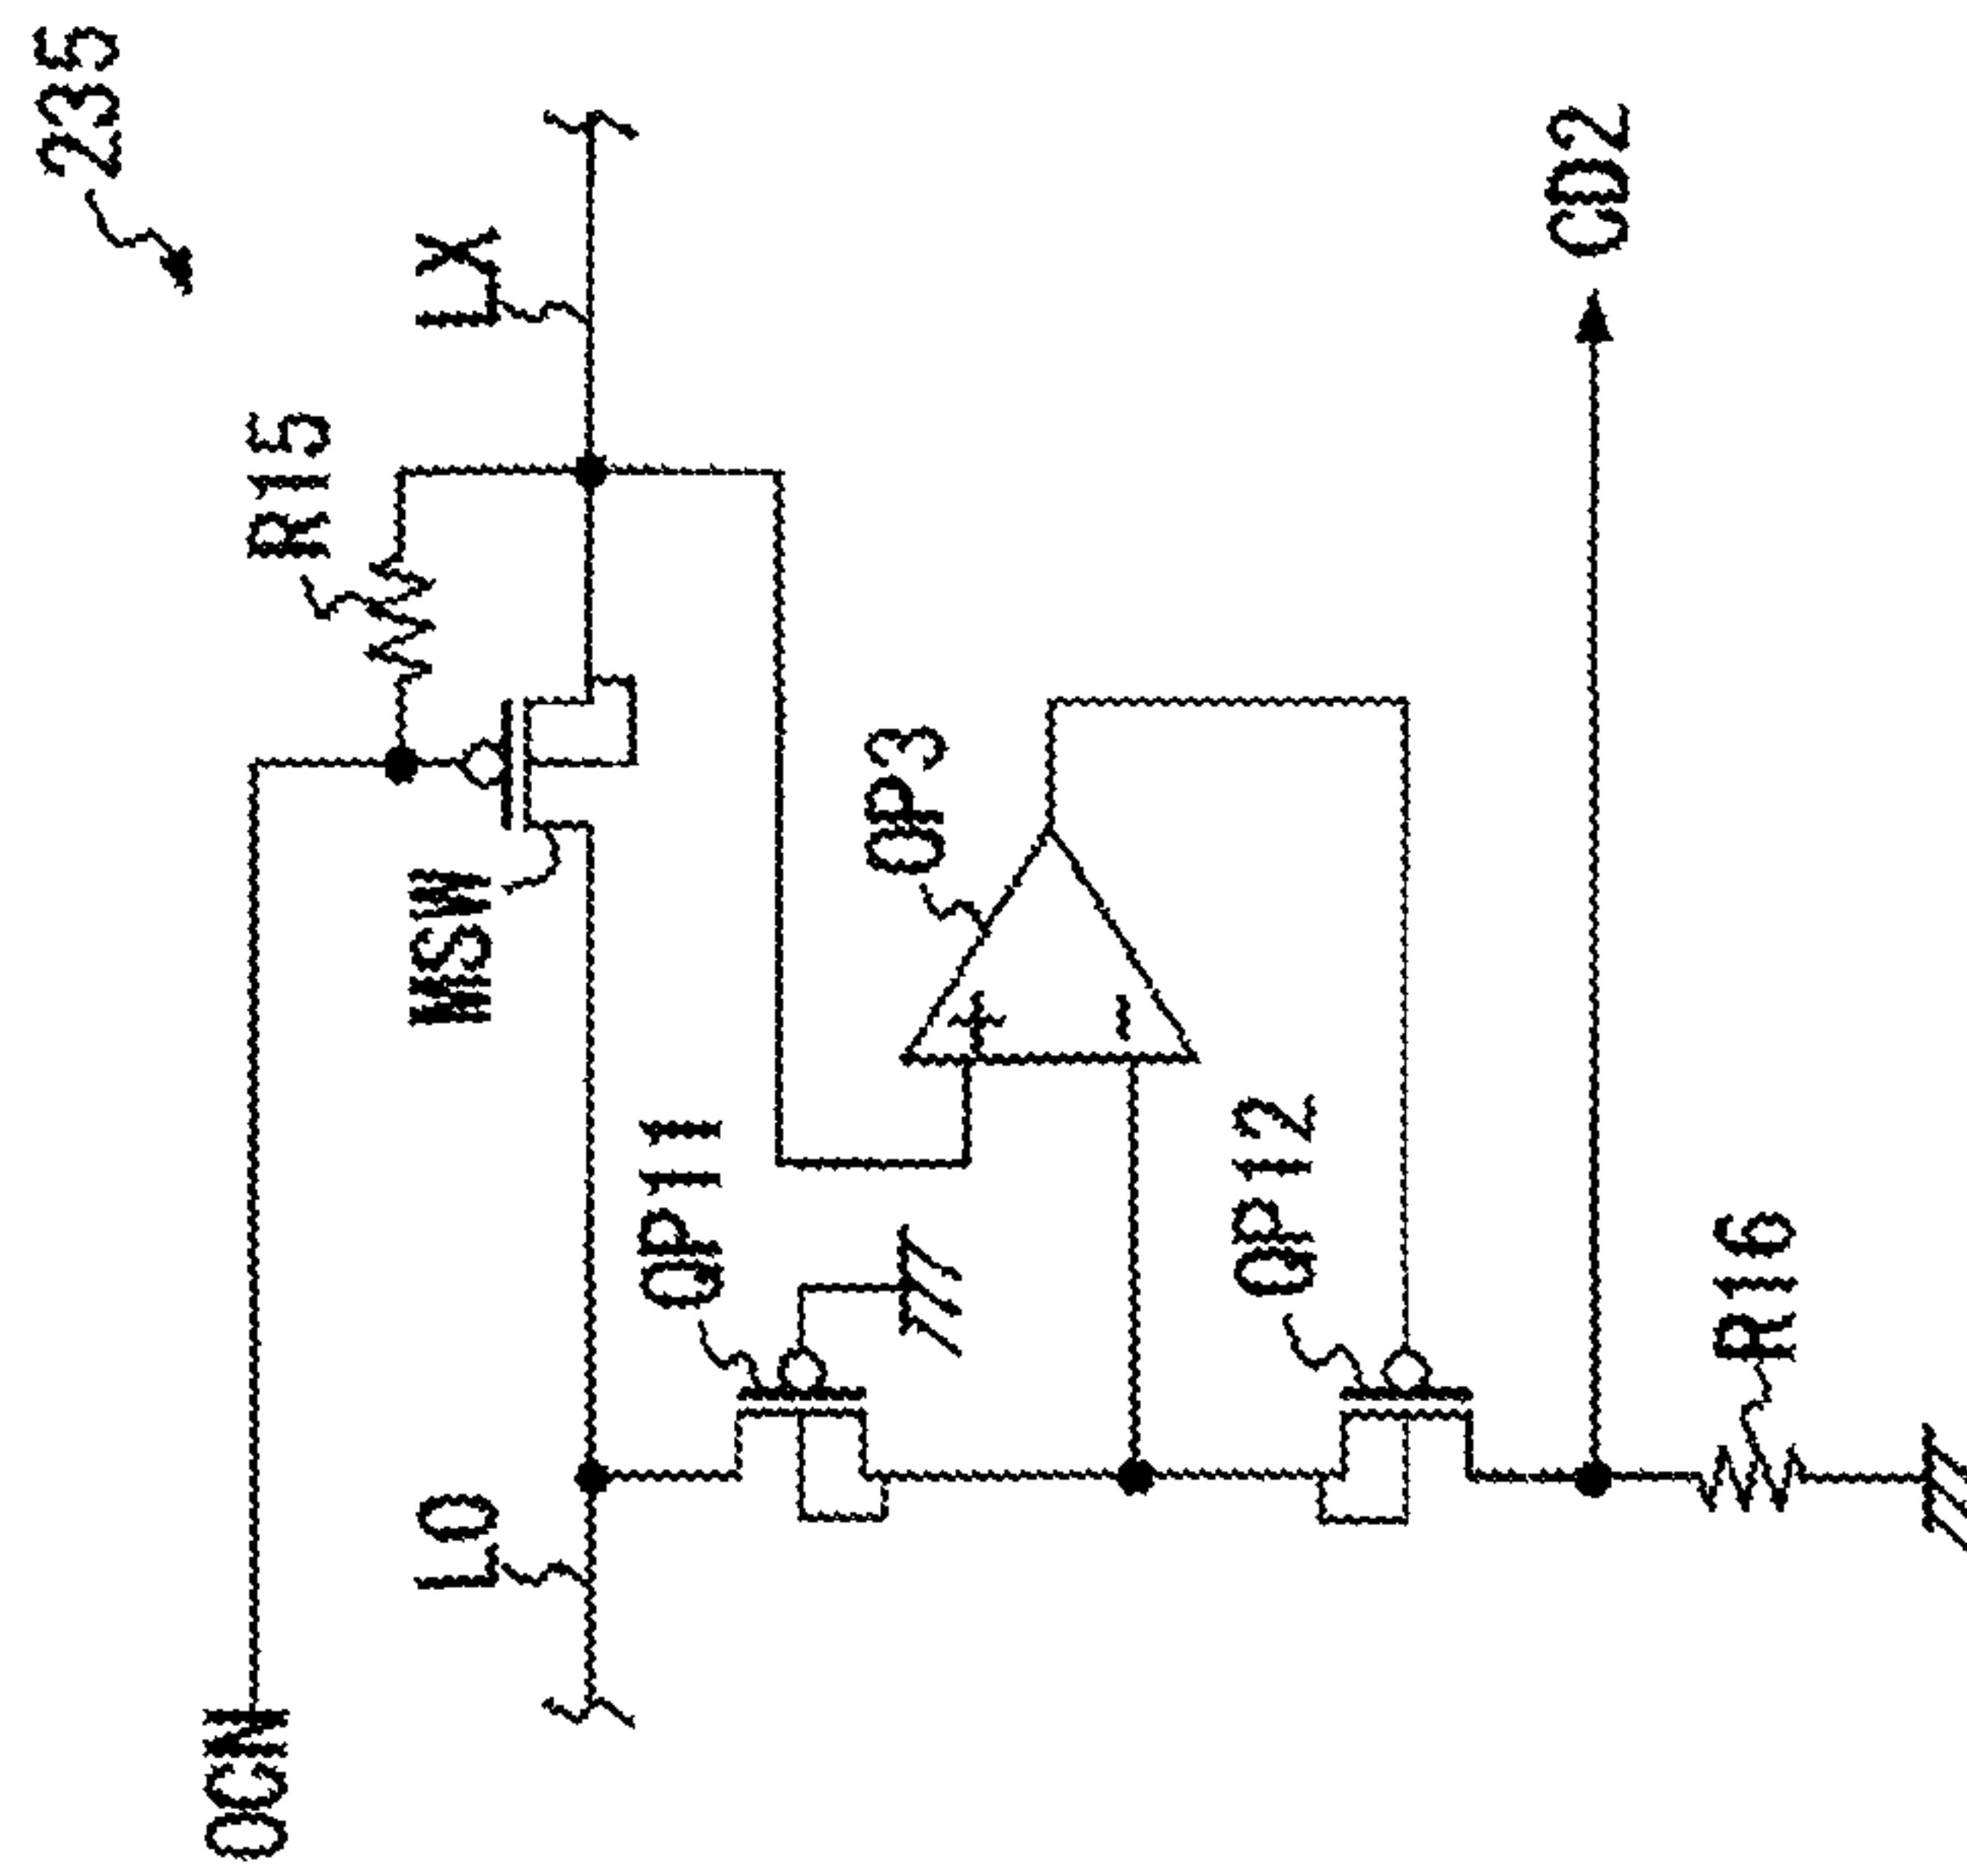 235
OCN
R15
LO
MSW
LX
QP11
OP3
+
−
QP12
CD2
R16